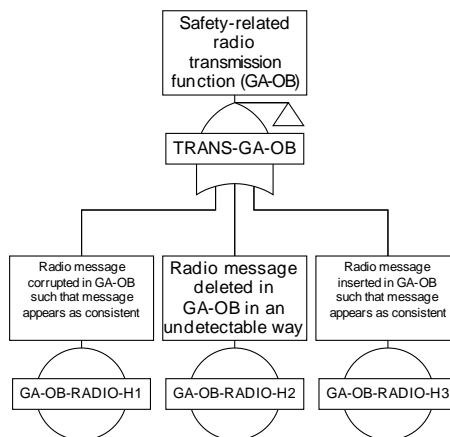 Safety-related
radio
transmission
function (GA-OB)
TRANS-GA-OB
Radio message
corrupted in GA-OB
such that message
appears as consistent
Radio message
deleted in
GA-OB in an
undetectable way
Radio message
inserted in GA-OB
such that message
appears as consistent
GA-OB-RADIO-H1
GA-OB-RADIO-H2
GA-OB-RADIO-H3